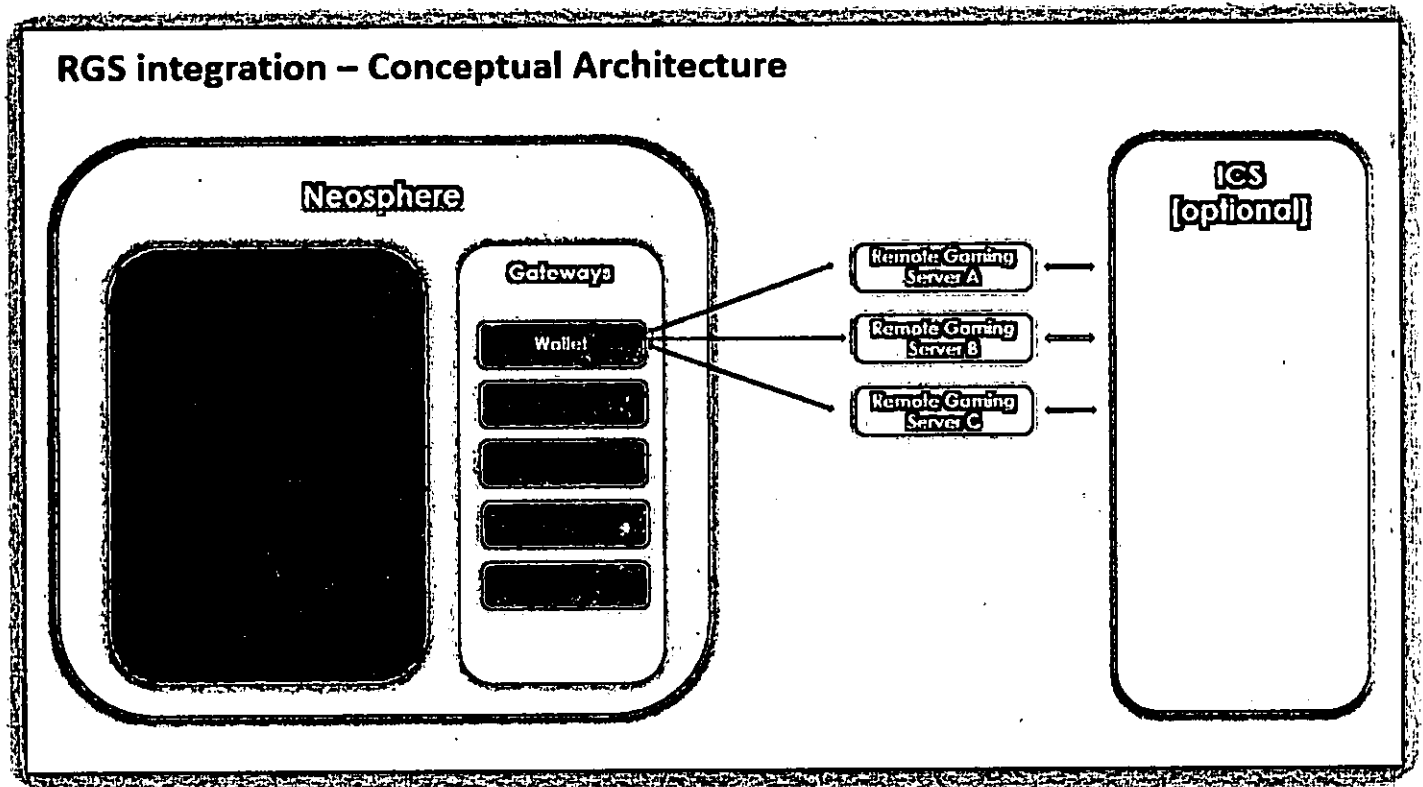 RGS integration – Conceptual Architecture
Neosphere
Gateways
Wallet
Remote Gaming
Server A
Remote Gaming
Server B
Remote Gaming
Server C
ICS
[optional]